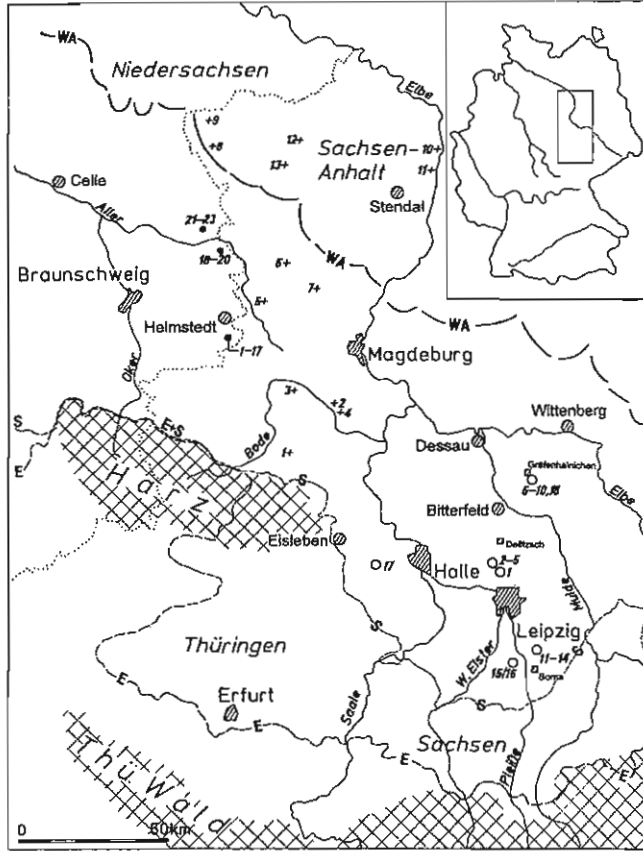 WA
Niedersachsen
Elbe
+9
+8
12+
13+
Sachsen-
Anhalt
10+
11+
Celle
Stendal
Aller
21–23
18–20
6+
7+
WA
Braunschweig
5+
Helmstedt
1–17
WA
Magdeburg
Oker
3+
+2
+4
Wittenberg
S
E+S
Bode
Dessau
Gräfenhainichen
E
Harz
1+
S
6–10,
Elbe
Bitterfeld
Eisleben
Delitzsch
17
Halle
2–5
1
Mulde
S
Thüringen
Leipzig
W. Elster
11–14
S
15/16
Borna
E
Erfurt
E
Saale
S
E
Sachsen
Pleiße
E
Thü Wald
0
50km